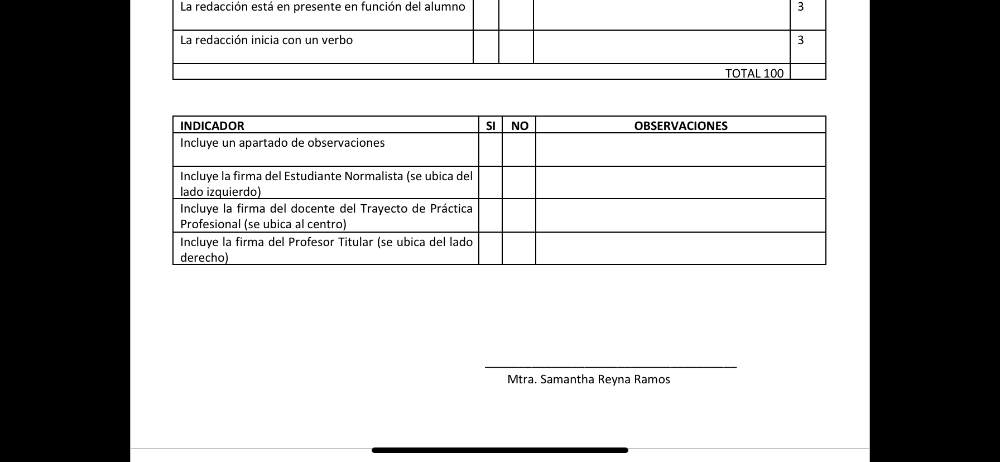 La redacción está en presente en función del alumno 3
La redacción inicia con un verbo 3
TOTAL 100
INDICADOR SI NO OBSERVACIONES
Incluye un apartado de observaciones
Incluye la firma del Estudiante Normalista (se ubica del
lado izquierdo)
Incluye la firma del docente del Trayecto de Práctica
Profesional (se ubica al centro)
Incluye la firma del Profesor Titular (se ubica del lado
derecho)
Mtra. Samantha Reyna Ramos